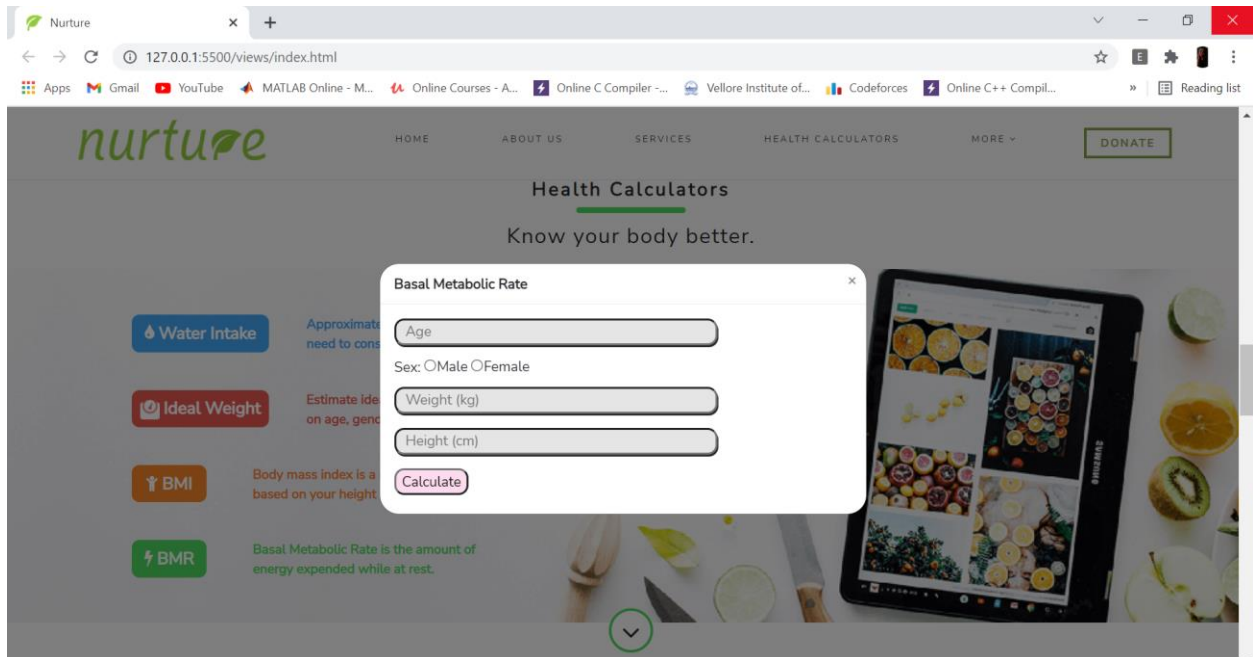 Nurture
127.0.0.1:5500/views/index.html
E
Apps Gmail YouTube MATLAB Online - M... Online Courses - A... Online C Compiler -... Vellore Institute of... Codeforces Online C++ Compil... » Reading list
nurture HOME ABOUT US SERVICES HEALTH CALCULATORS MORE DONATE
Health Calculators
Know your body better.
Basal Metabolic Rate ×
Age
Sex: Male Female
Weight (kg)
Height (cm)
Calculate
Water Intake
Approximate
need to cons
Ideal Weight
Estimate ide
on age, gend
BMI
Body mass index is a
based on your height
BMR
Basal Metabolic Rate is the amount of
energy expended while at rest.
SAMSUNG